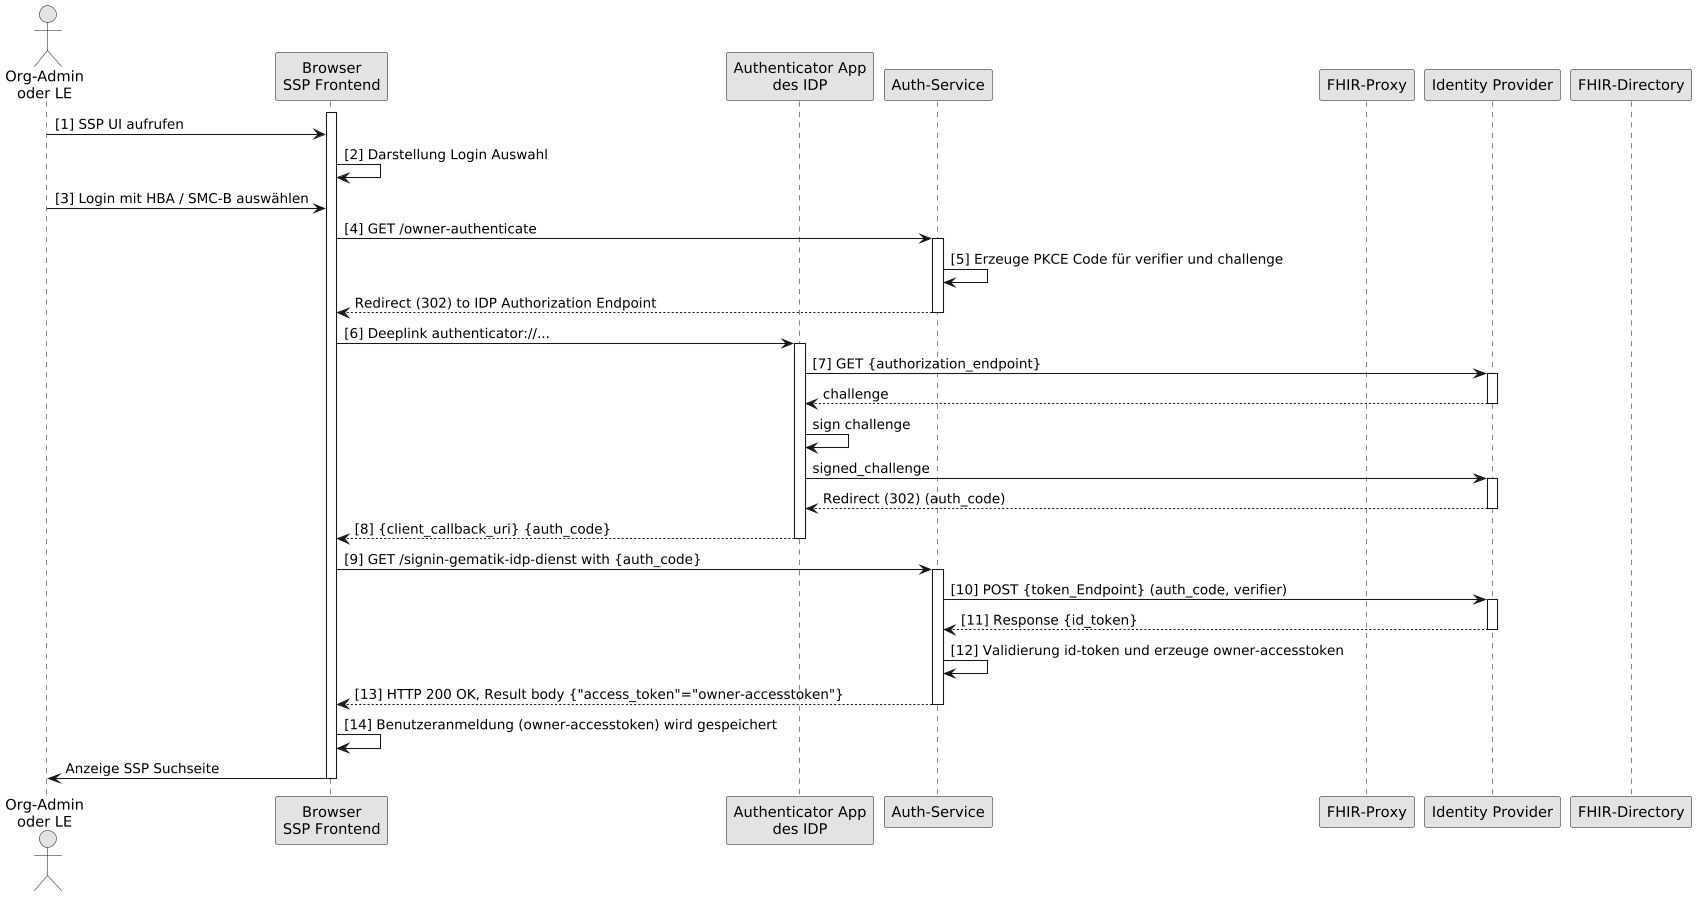 Org-Admin
oder LE
Browser
SSP Frontend
Authenticator App
des IDP
Auth-Service
FHIR-Proxy
Identity Provider
FHIR-Directory
[1] SSP UI aufrufen
[2] Darstellung Login Auswahl
[3] Login mit HBA / SMC-B auswählen
[4] GET /owner-authenticate
[5] Erzeuge PKCE Code für verifier und challenge
Redirect (302) to IDP Authorization Endpoint
[6] Deeplink authenticator://...
[7] GET {authorization_endpoint}
challenge
sign challenge
signed_challenge
Redirect (302) (auth_code)
[8] {client_callback_uri} {auth_code}
[9] GET /signin-gematik-idp-dienst with {auth_code}
[10] POST {token_Endpoint} (auth_code, verifier)
[11] Response {id_token}
[12] Validierung id-token und erzeuge owner-accesstoken
[13] HTTP 200 OK, Result body {"access_token"="owner-accesstoken"}
[14] Benutzeranmeldung (owner-accesstoken) wird gespeichert
Anzeige SSP Suchseite
Org-Admin
oder LE
Browser
SSP Frontend
Authenticator App
des IDP
Auth-Service
FHIR-Proxy
Identity Provider
FHIR-Directory